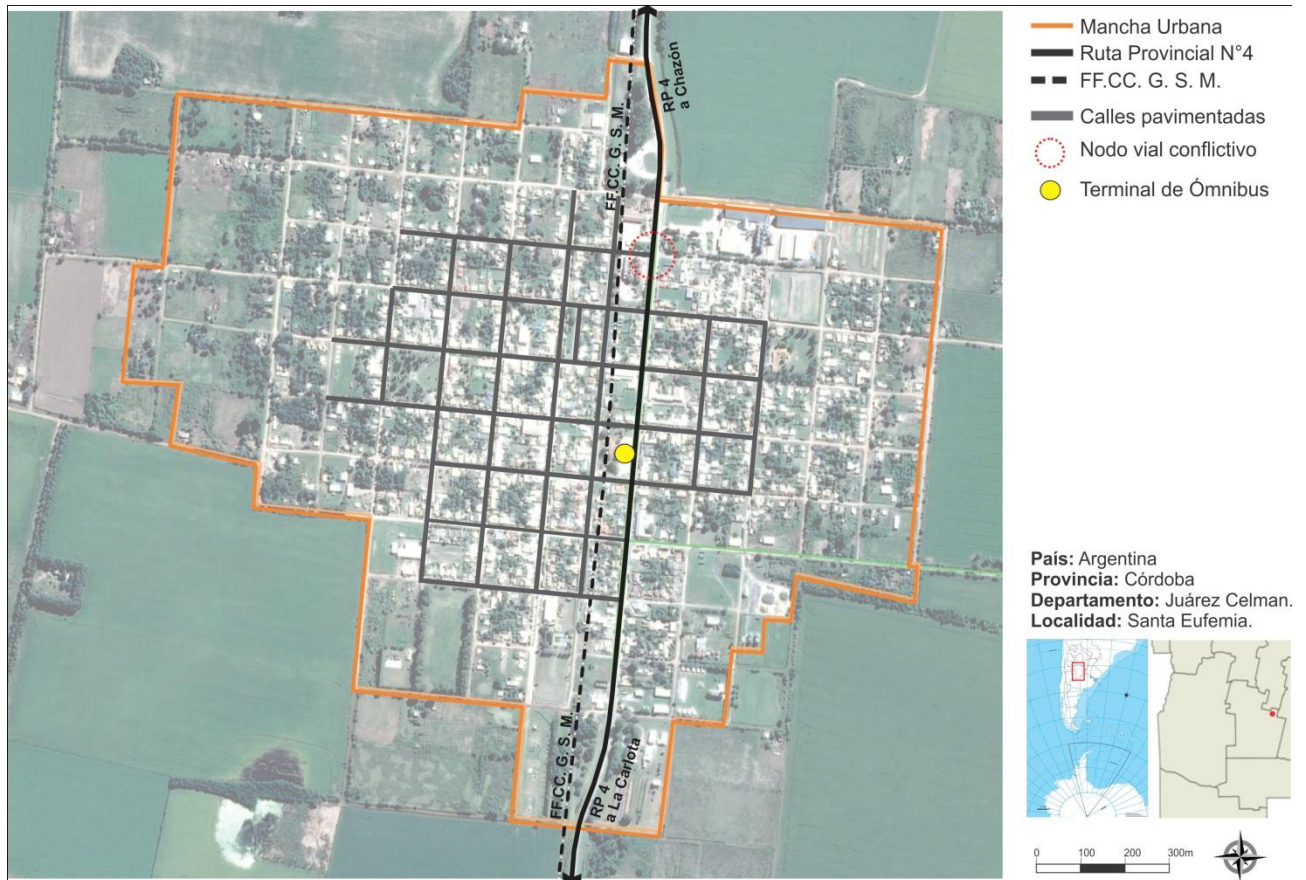 Mancha Urbana
Ruta Provincial N°4
FF.CC. G. S. M.
Calles pavimentadas
Nodo vial conflictivo
Terminal de Ómnibus
RP 4
a Chazón
FF.CC. G. S. M.
FF.CC. G. S. M.
RP 4
a La Carlota
País: Argentina
Provincia: Córdoba
Departamento: Juárez Celman.
Localidad: Santa Eufemia.
0 100 200 300m